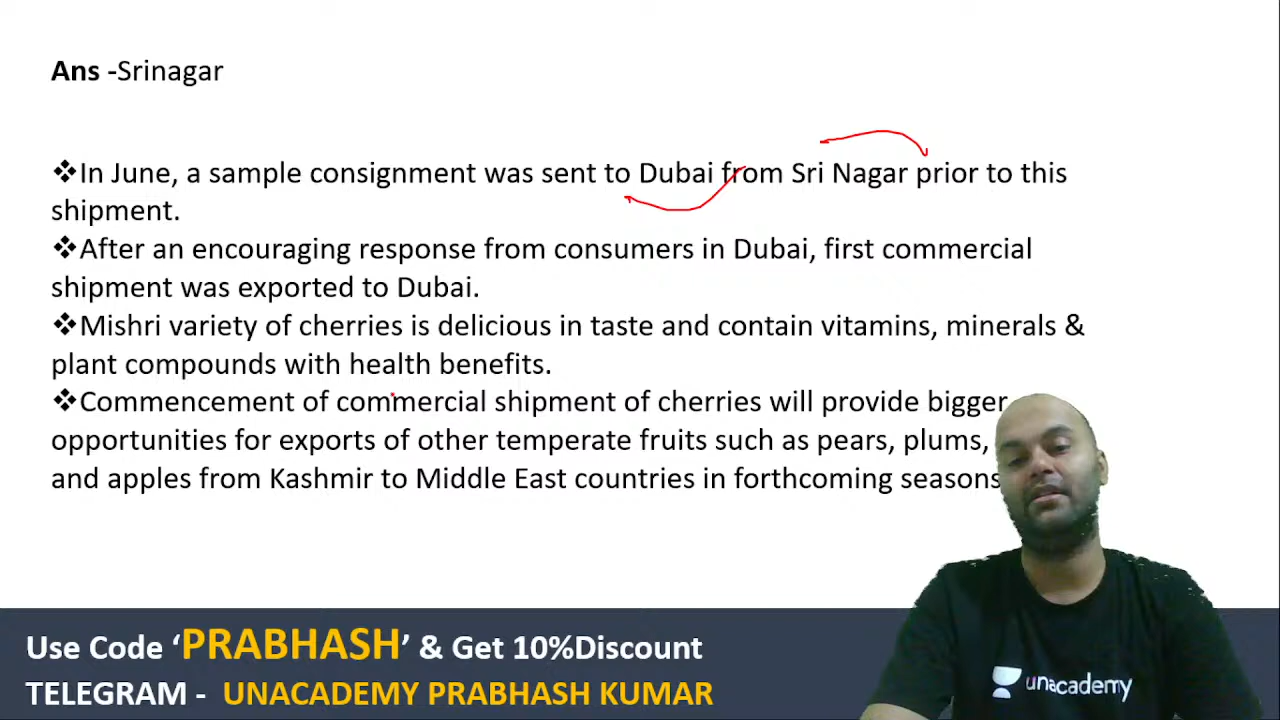 Ans -Srinagar
❖In June, a sample consignment was sent to Dubai from Sri Nagar prior to this
shipment.
❖After an encouraging response from consumers in Dubai, first commercial
shipment was exported to Dubai.
❖Mishri variety of cherries is delicious in taste and contain vitamins, minerals &
plant compounds with health benefits.
❖Commencement of commercial shipment of cherries will provide bigger
opportunities for exports of other temperate fruits such as pears, plums,
and apples from Kashmir to Middle East countries in forthcoming seasons
Use Code ‘PRABHASH’ & Get 10%Discount
TELEGRAM - UNACADEMY PRABHASH KUMAR
unacademy